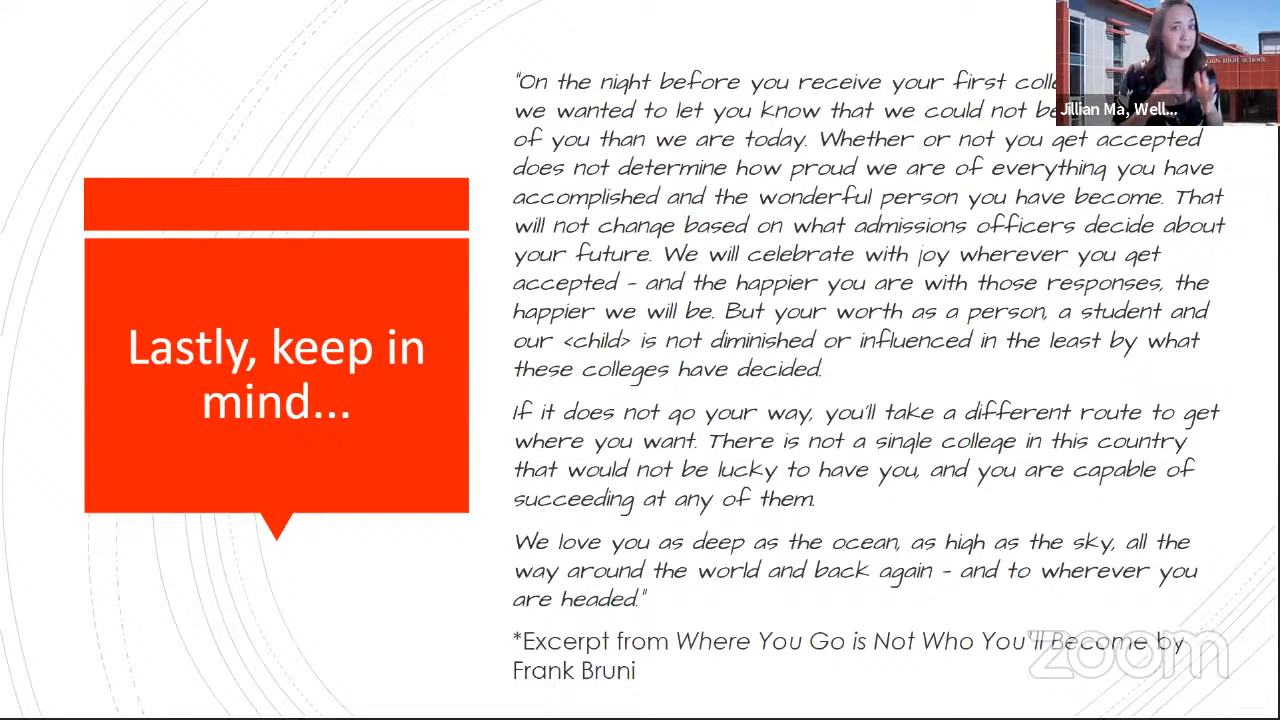 Lastly, keep in
mind...
"On the night before you receive your first
we wanted to let you know that we could not
of you than we are today. Whether or not you get accepted
does not determine how proud we are of everything you have
accomplished and the wonderful person you have become. That
will not change based on what admissions officers decide about
your future. We will celebrate with joy wherever you get
accepted - and the happier you are with those responses, the
happier we will be. But your worth as a person, a student and
our <child> is not diminished or influenced in the least by what
these colleges have decided.
If it does not go your way, you'll take a different route to get
where you want. There is not a single college in this country
that would not be lucky to have you, and you are capable of
succeeding at any of them.
We love you as deep as the ocean, as high as the sky, all the
way around the world and back again - and to wherever you
are headed."
*Excerpt from Where You Go is Not Who You'll Become by
Frank Bruni
HIGH SCHOOL
Jillian Ma, Well...
zoom